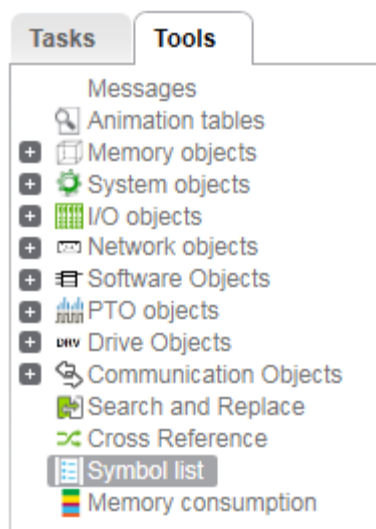 Tasks Tools
Messages
Animation tables
Memory objects
System objects
I/O objects
Network objects
Software Objects
PTO objects
DRV Drive Objects
Communication Objects
Search and Replace
Cross Reference
Symbol list
Memory consumption